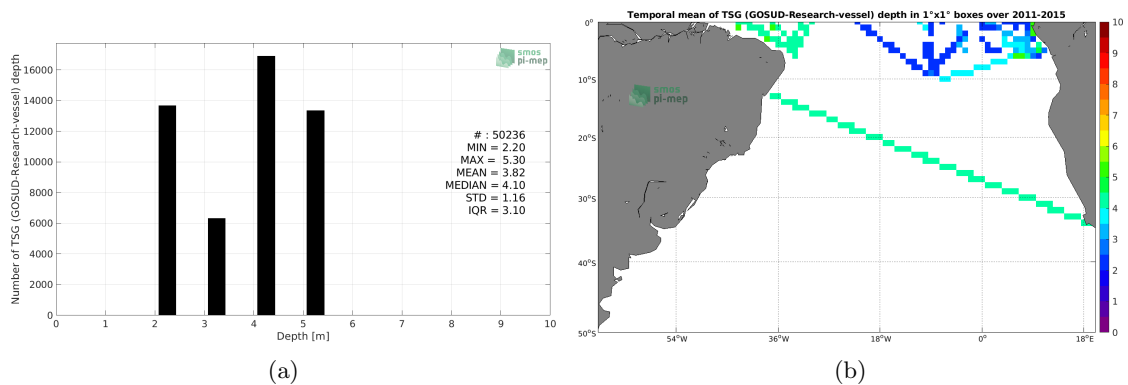 16000
14000
12000
10000
8000
6000
4000
2000
0
Number of TSG (GOSUD-Research-vessel) depth
smos
pi-mep
# : 50236
MIN = 2.20
MAX = 5.30
MEAN = 3.82
MEDIAN = 4.10
STD = 1.16
IQR = 3.10
0 1 2 3 4 5 6 7 8 9 10
Depth [m]
(a)
Temporal mean of TSG (GOSUD-Research-vessel) depth in 1°x1° boxes over 2011-2015
0°
10°S
20°S
30°S
40°S
50°S
smos
pi-mep
54°W 36°W 18°W 0° 18°E
10
9
8
7
6
5
4
3
2
1
0
(b)